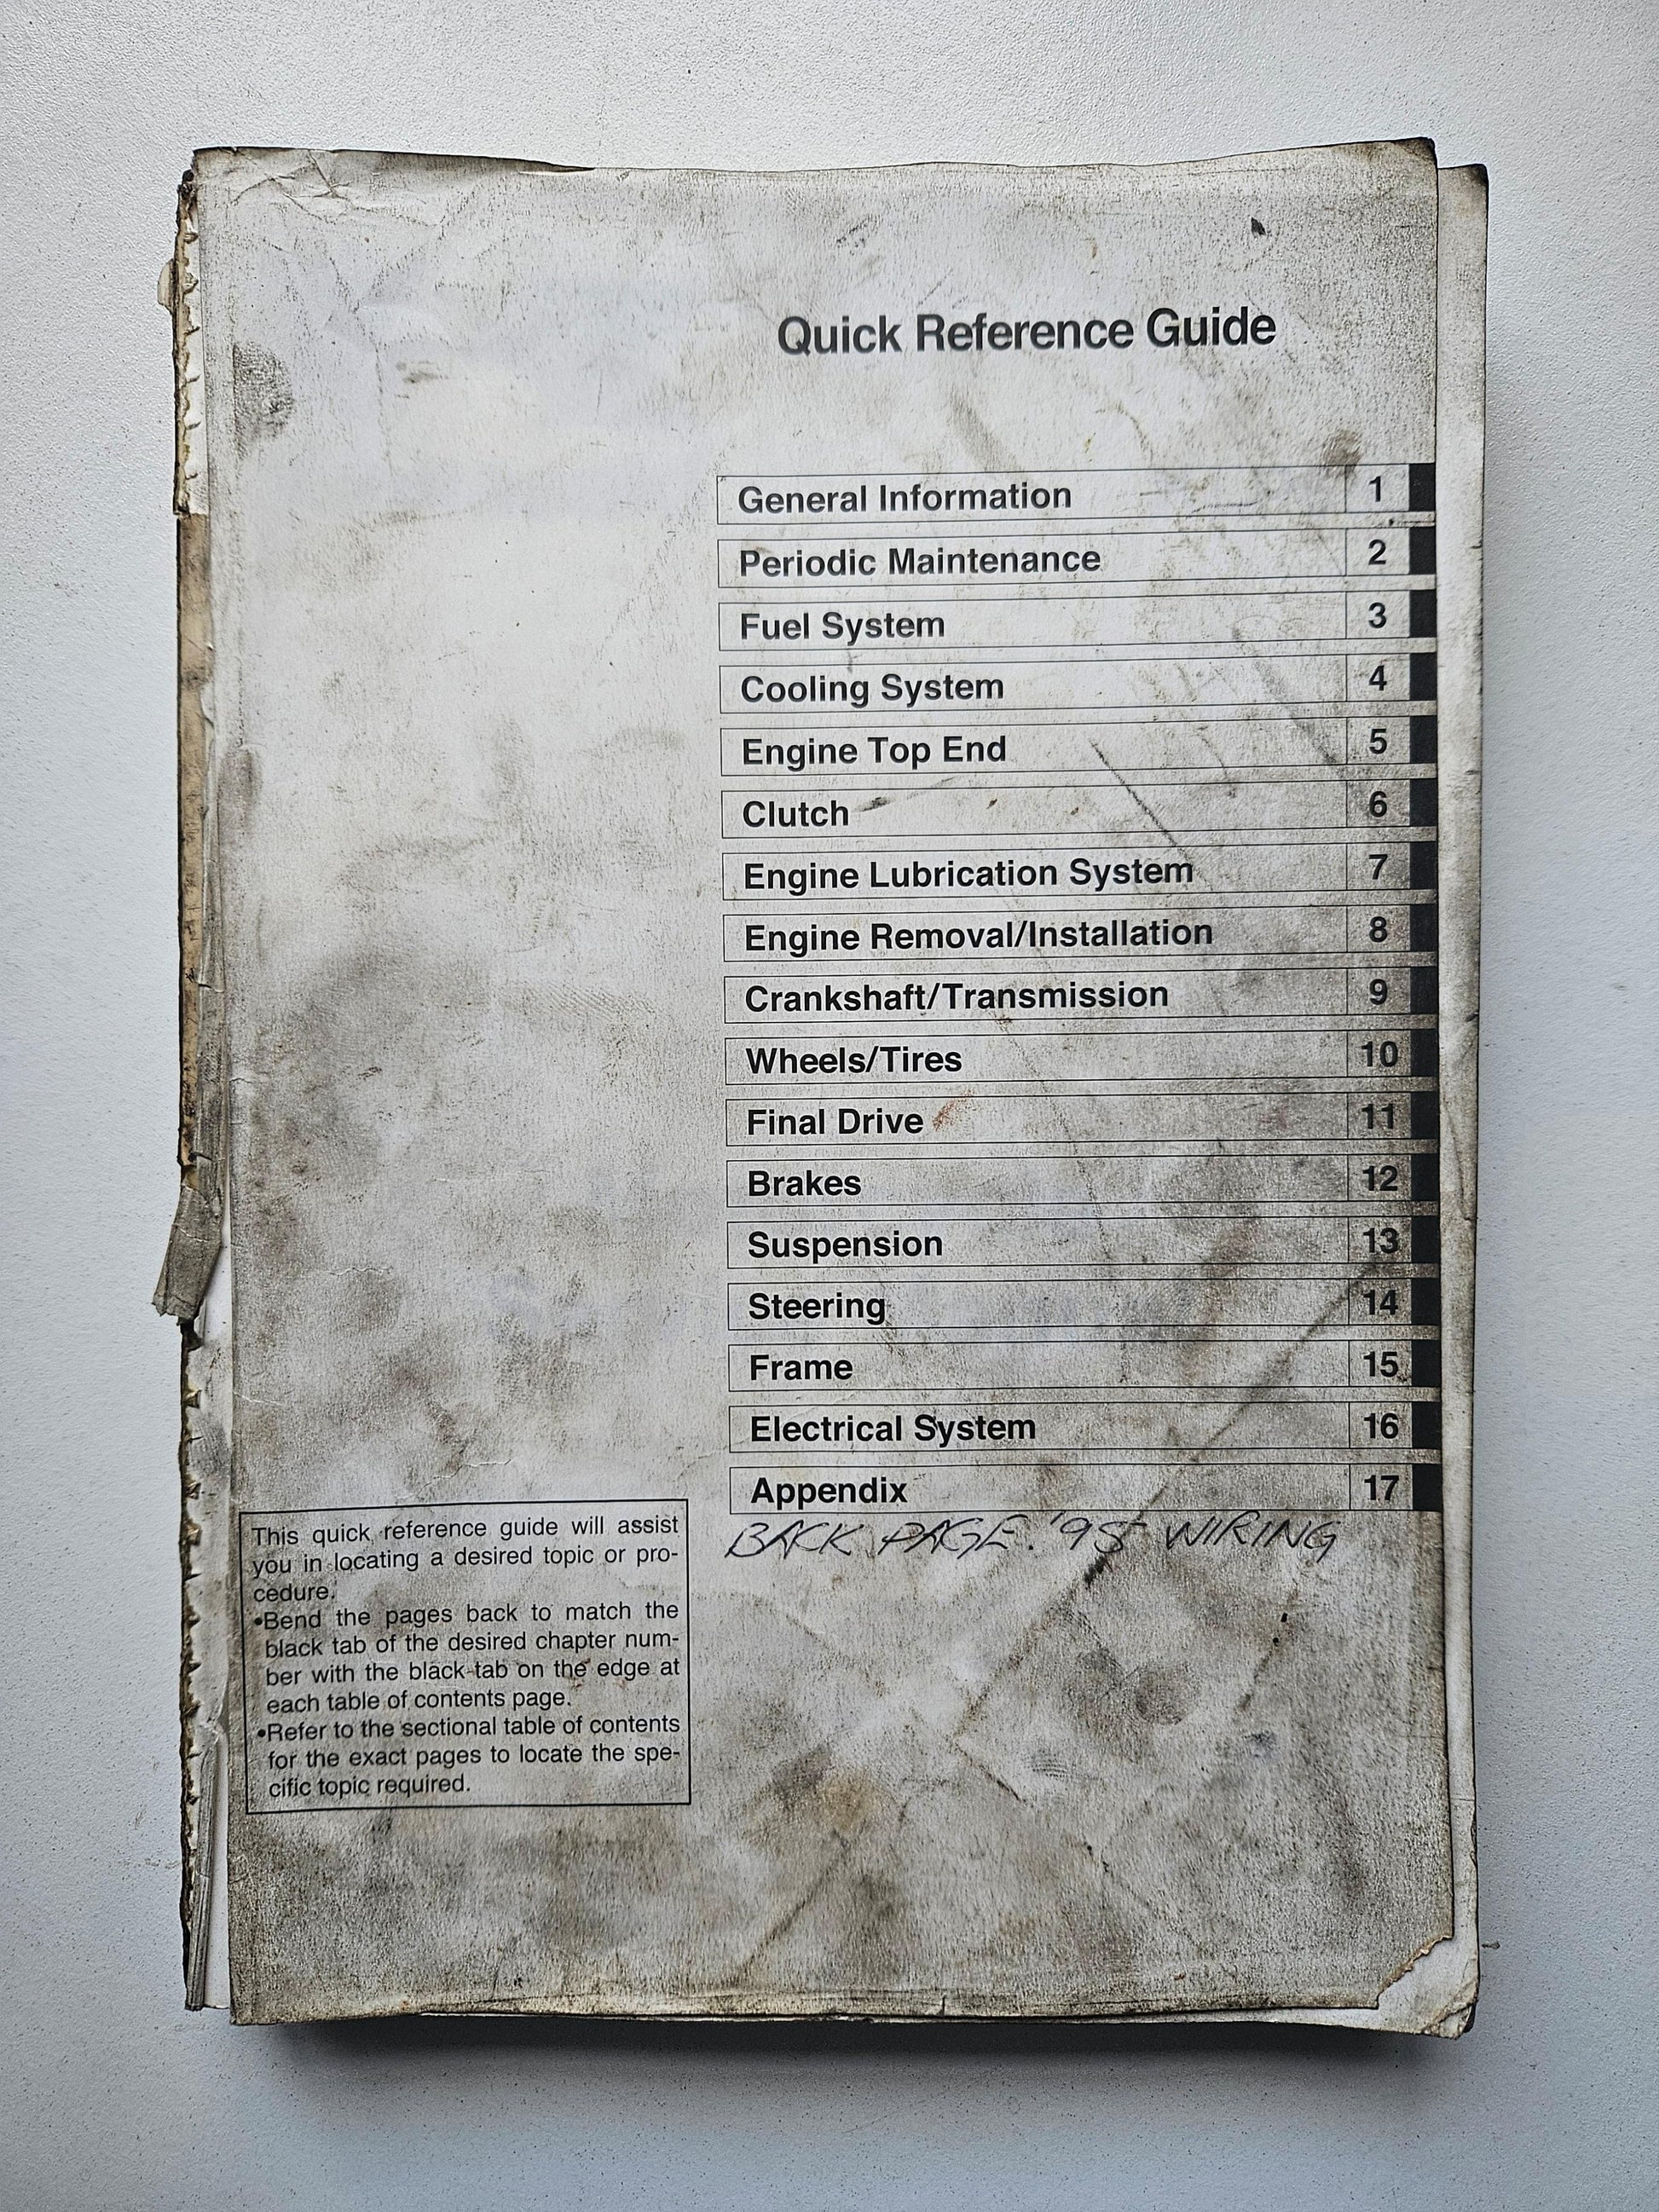 Quick Reference Guide
General Information 1
Periodic Maintenance 2
Fuel System 3
Cooling System 4
Engine Top End 5
Clutch 6
Engine Lubrication System 7
Engine Removal/Installation 8
Crankshaft/Transmission 9
Wheels/Tires 10
Final Drive 11
Brakes 12
Suspension 13
Steering 14
Frame 15
Electrical System 16
Appendix 17
BACK PAGE. '95 WIRING
This quick reference guide will assist
you in locating a desired topic or pro-
cedure.
•Bend the pages back to match the
black tab of the desired chapter num-
ber with the black tab on the edge at
each table of contents page.
•Refer to the sectional table of contents
for the exact pages to locate the spe-
cific topic required.